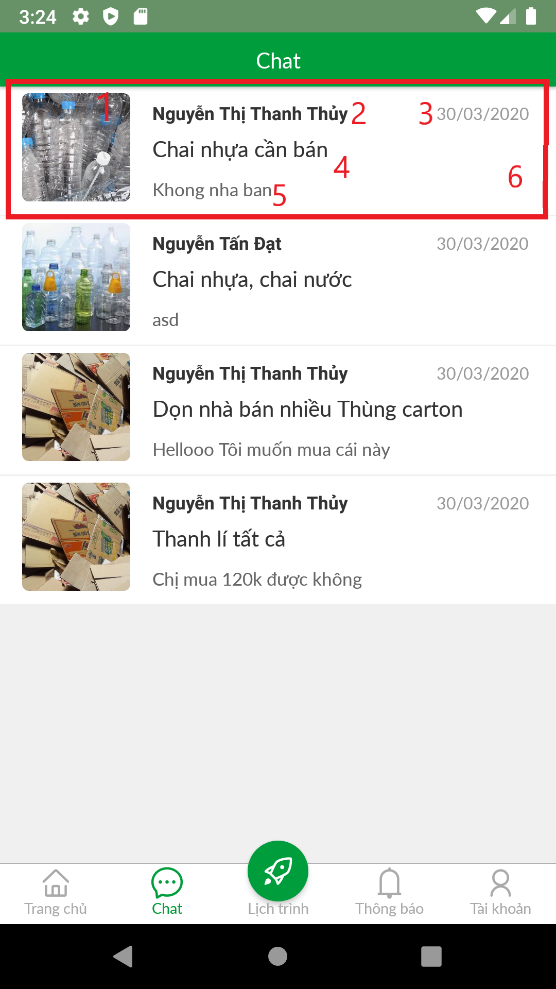 3:24
Chat
1
Nguyễn Thị Thanh Thủy 2 3 30/03/2020
Chai nhựa cần bán 4
Khong nha ban 5
6
Nguyễn Tấn Đạt 30/03/2020
Chai nhựa, chai nước
asd
Nguyễn Thị Thanh Thủy 30/03/2020
Dọn nhà bán nhiều Thùng carton
Hellooo Tôi muốn mua cái này
Nguyễn Thị Thanh Thủy 30/03/2020
Thanh lí tất cả
Chị mua 120k được không
Trang chủ Chat Lịch trình Thông báo Tài khoản